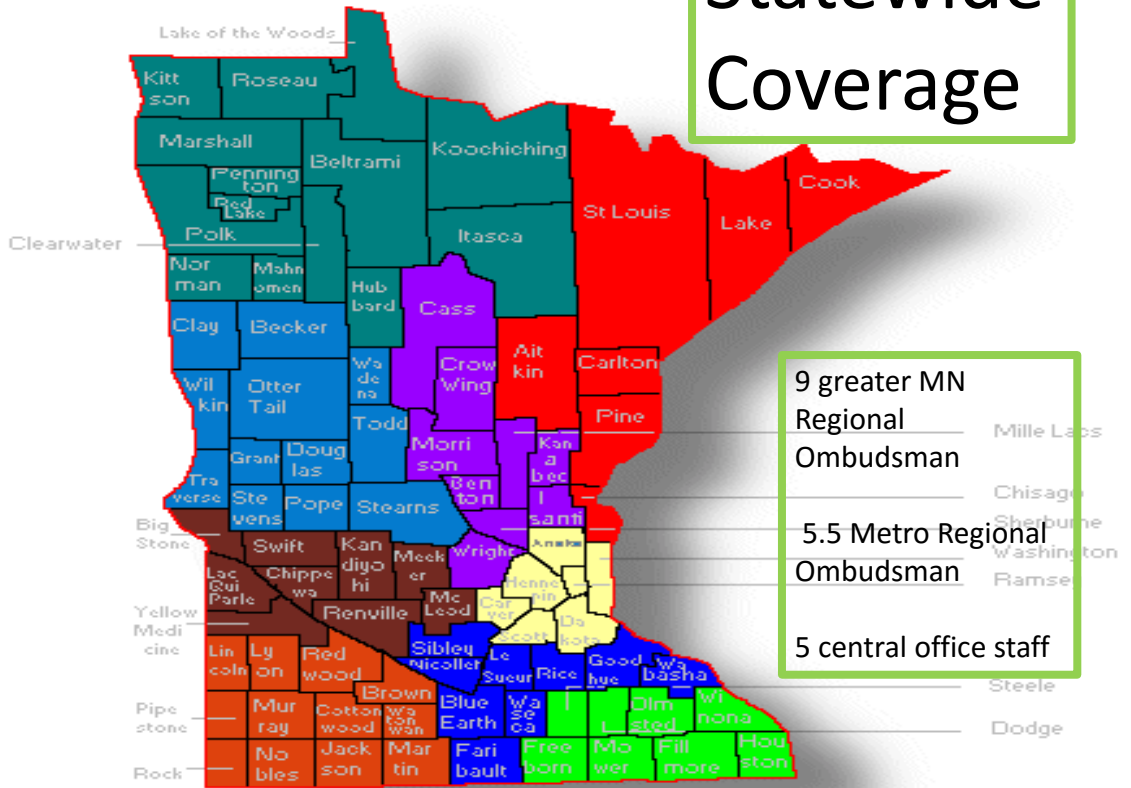 Statewide
Coverage
Lake of the Woods
Kitt
son
Roseau
Marshall
Beltrami
Koochiching
Penning
ton
Red
Lake
Polk
Clearwater
Itasca
St Louis
Lake
Cook
Nor
man
Mahn
omen
Hub
bard
Cass
Clay
Becker
Wa
de
na
Crow
Wing
Ait
kin
Carlton
Wil
kin
Otter
Tail
Todd
Pine
Morri
son
Kan
a
bec
Mille Lacs
Grant
Doug
las
Ben
ton
Tra
verse
Ste
vens
Pope
Stearns
I
santi
Chisago
Sherburne
Big
Stone
Swift
Kan
diyo
hi
Meek
er
Wright
Anoka
Washington
Lac
Qui
Parle
Chippe
wa
Henne
pin
Ramsey
Renville
Mc
Leod
Car
ver
Scott
Da
kota
Yellow
Medi
cine
Lin
coln
Ly
on
Red
wood
Sibley
Nicollet
Le
Sueur
Rice
Good
hue
Wa
basha
Steele
Brown
Pipe
stone
Mur
ray
Cotton
wood
Wa
ton
wan
Blue
Earth
Wa
se
ca
Olm
sted
Wi
nona
Dodge
Rock
No
bles
Jack
son
Mar
tin
Fari
bault
Free
born
Mo
wer
Fill
more
Hou
ston
9 greater MN
Regional
Ombudsman
5.5 Metro Regional
Ombudsman
5 central office staff